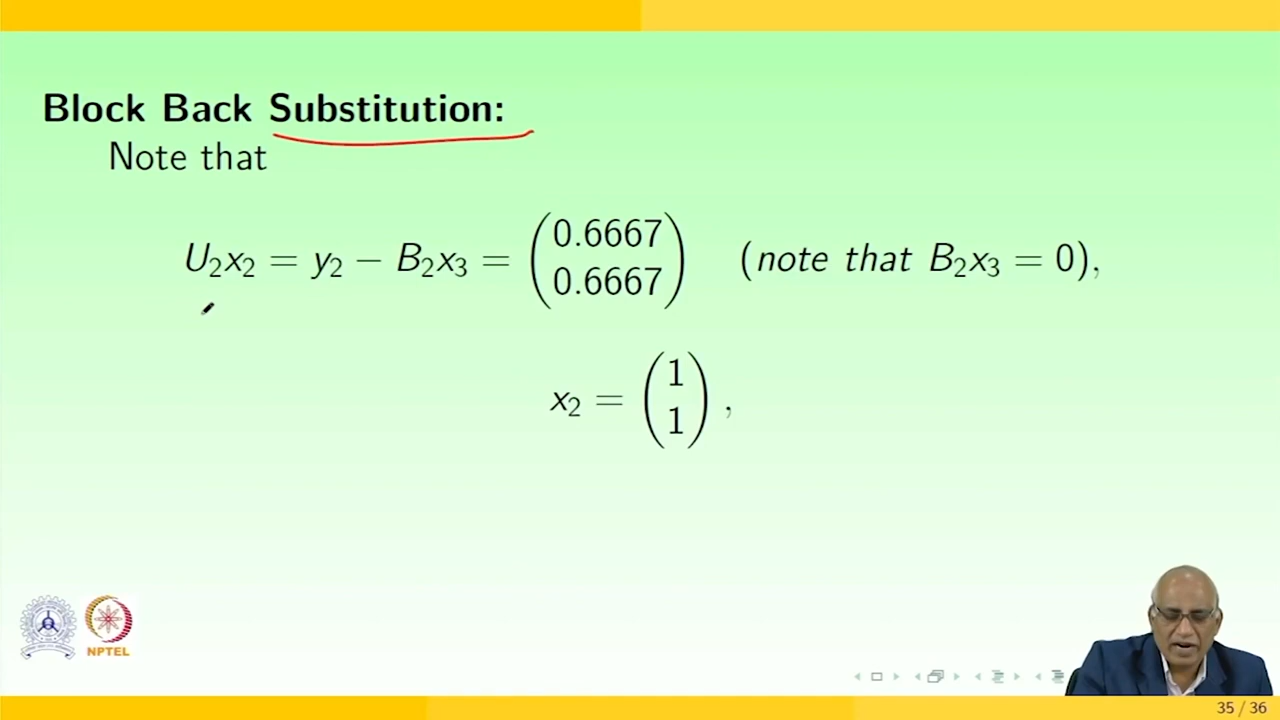 Block Back Substitution:
Note that
U₂x₂ = y₂ − B₂x₃ = (0.6667 0.6667) (note that B₂x₃ = 0),
x₂ = (1 1),
NPTEL
35 / 36